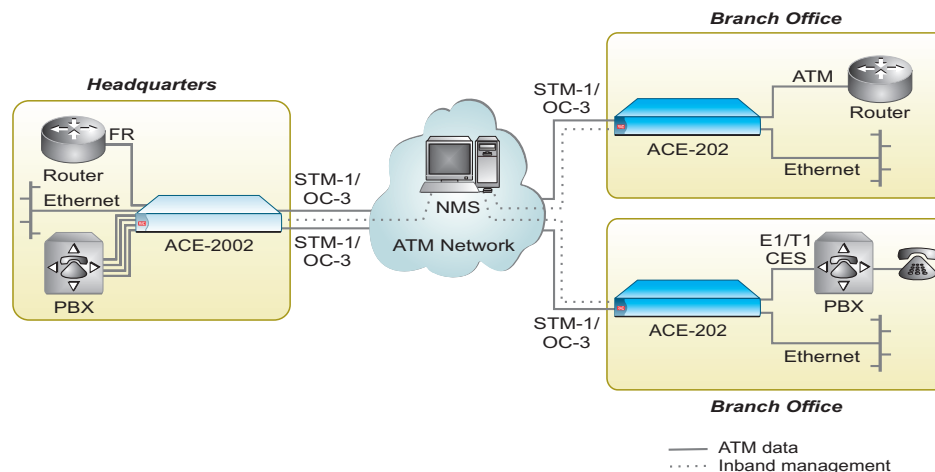 Branch Office
Headquarters
FR
Router
Ethernet
ACE-2002
PBX
STM-1/
OC-3
STM-1/
OC-3
NMS
ATM Network
STM-1/
OC-3
ATM
Router
ACE-202
Ethernet
STM-1/
OC-3
E1/T1
CES
ACE-202
PBX
Ethernet
Branch Office
ATM data
Inband management